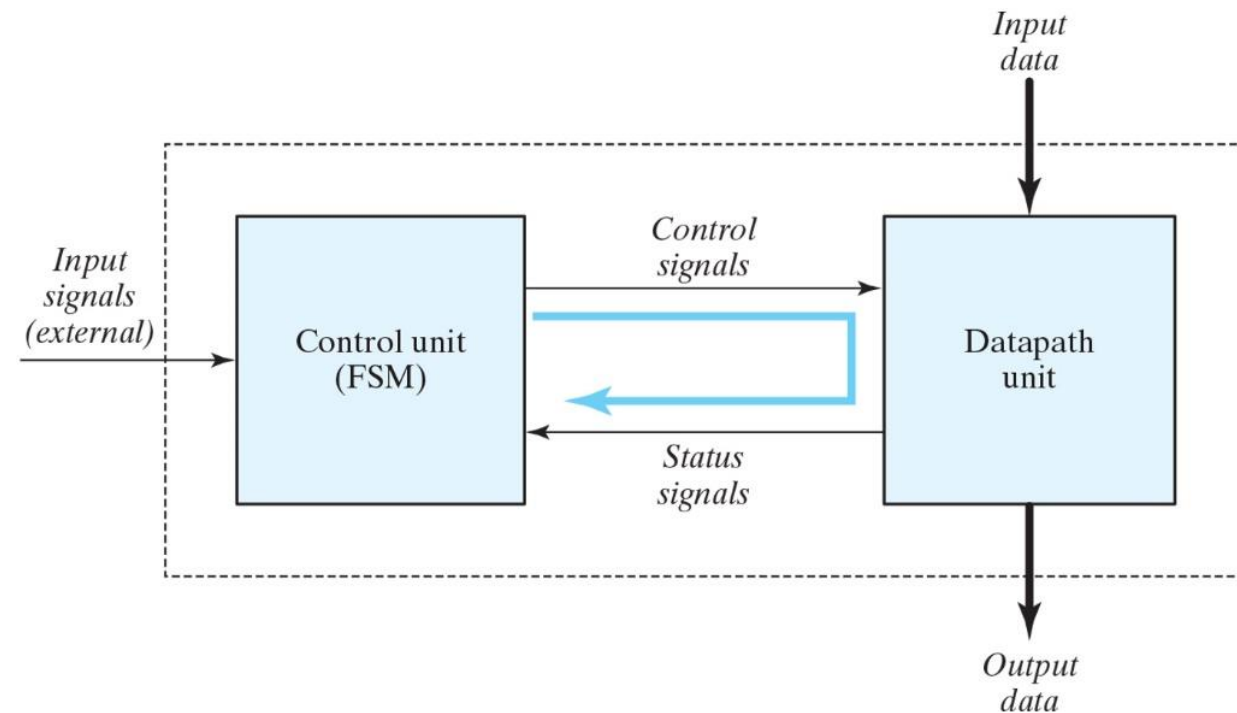 Input
data
Input
signals
(external)
Control unit
(FSM)
Control
signals
Status
signals
Datapath
unit
Output
data